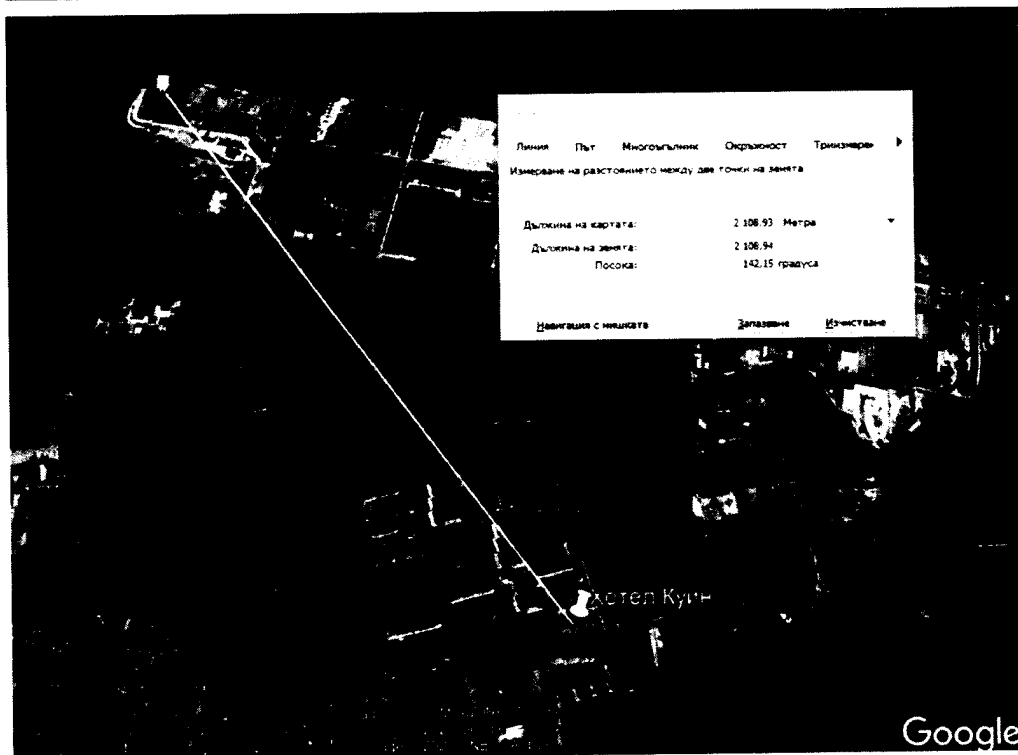 Линия Път Многоъгълник Окръжност Триизмерен
Измерване на разстоянието между две точки на земята
Дължина на картата: 2 108,93 Метра
Дължина на земята: 2 108,94
Посока: 142,15 градуса
Навигация с мишката Запазване Изчистване
Хотел Куин
Google